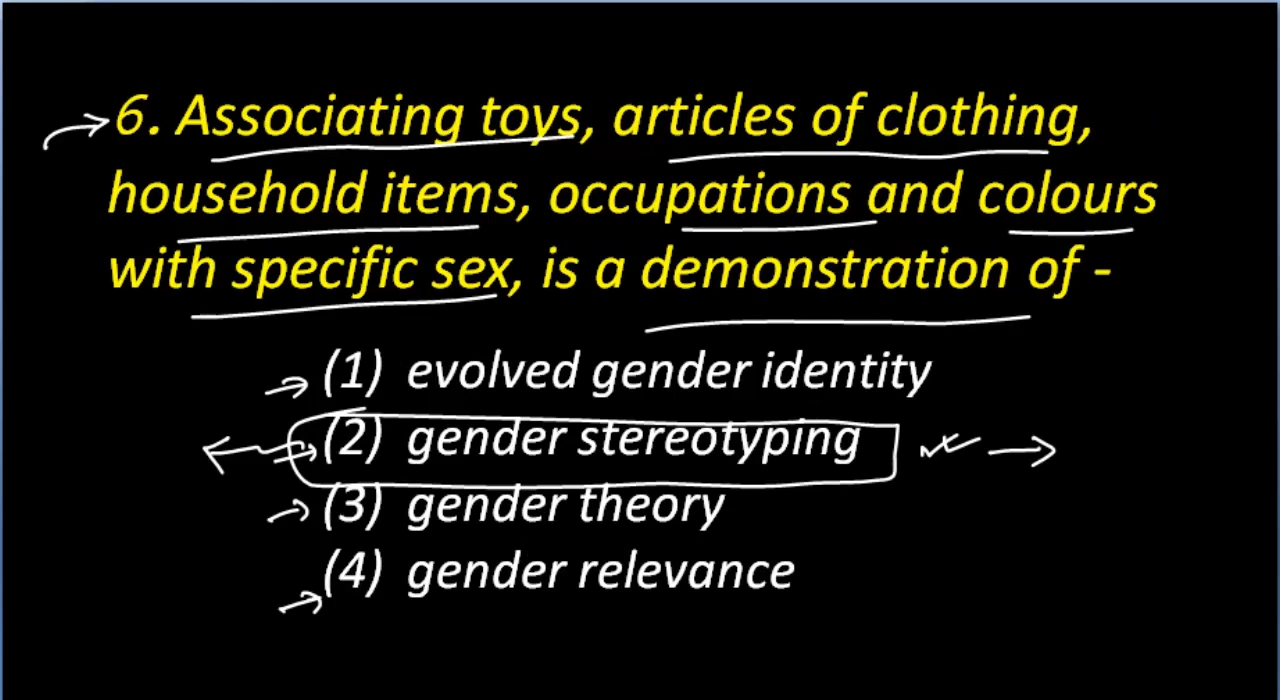 6. Associating toys, articles of clothing,
household items, occupations and colours
with specific sex, is a demonstration of -
(1) evolved gender identity
(2) gender stereotyping
(3) gender theory
(4) gender relevance